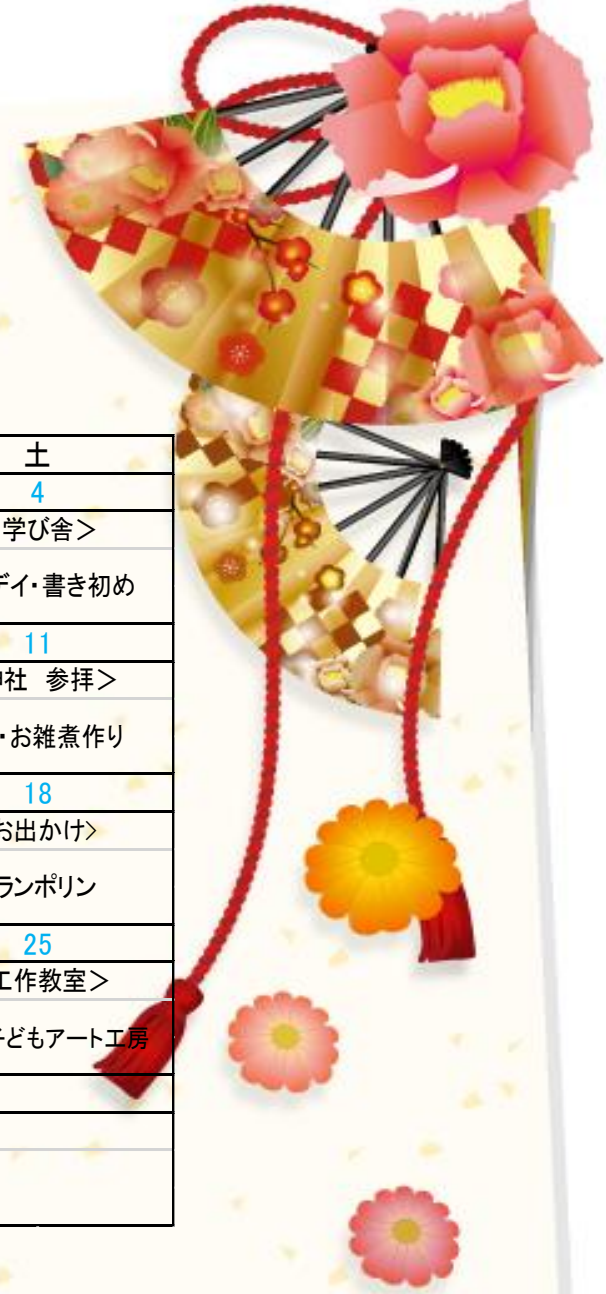 土
4
学び舎＞
デイ・書き初め
11
社　参拝＞
・お雑煮作り
18
お出かけ＞
ランポリン
25
工作教室＞
子どもアート工房